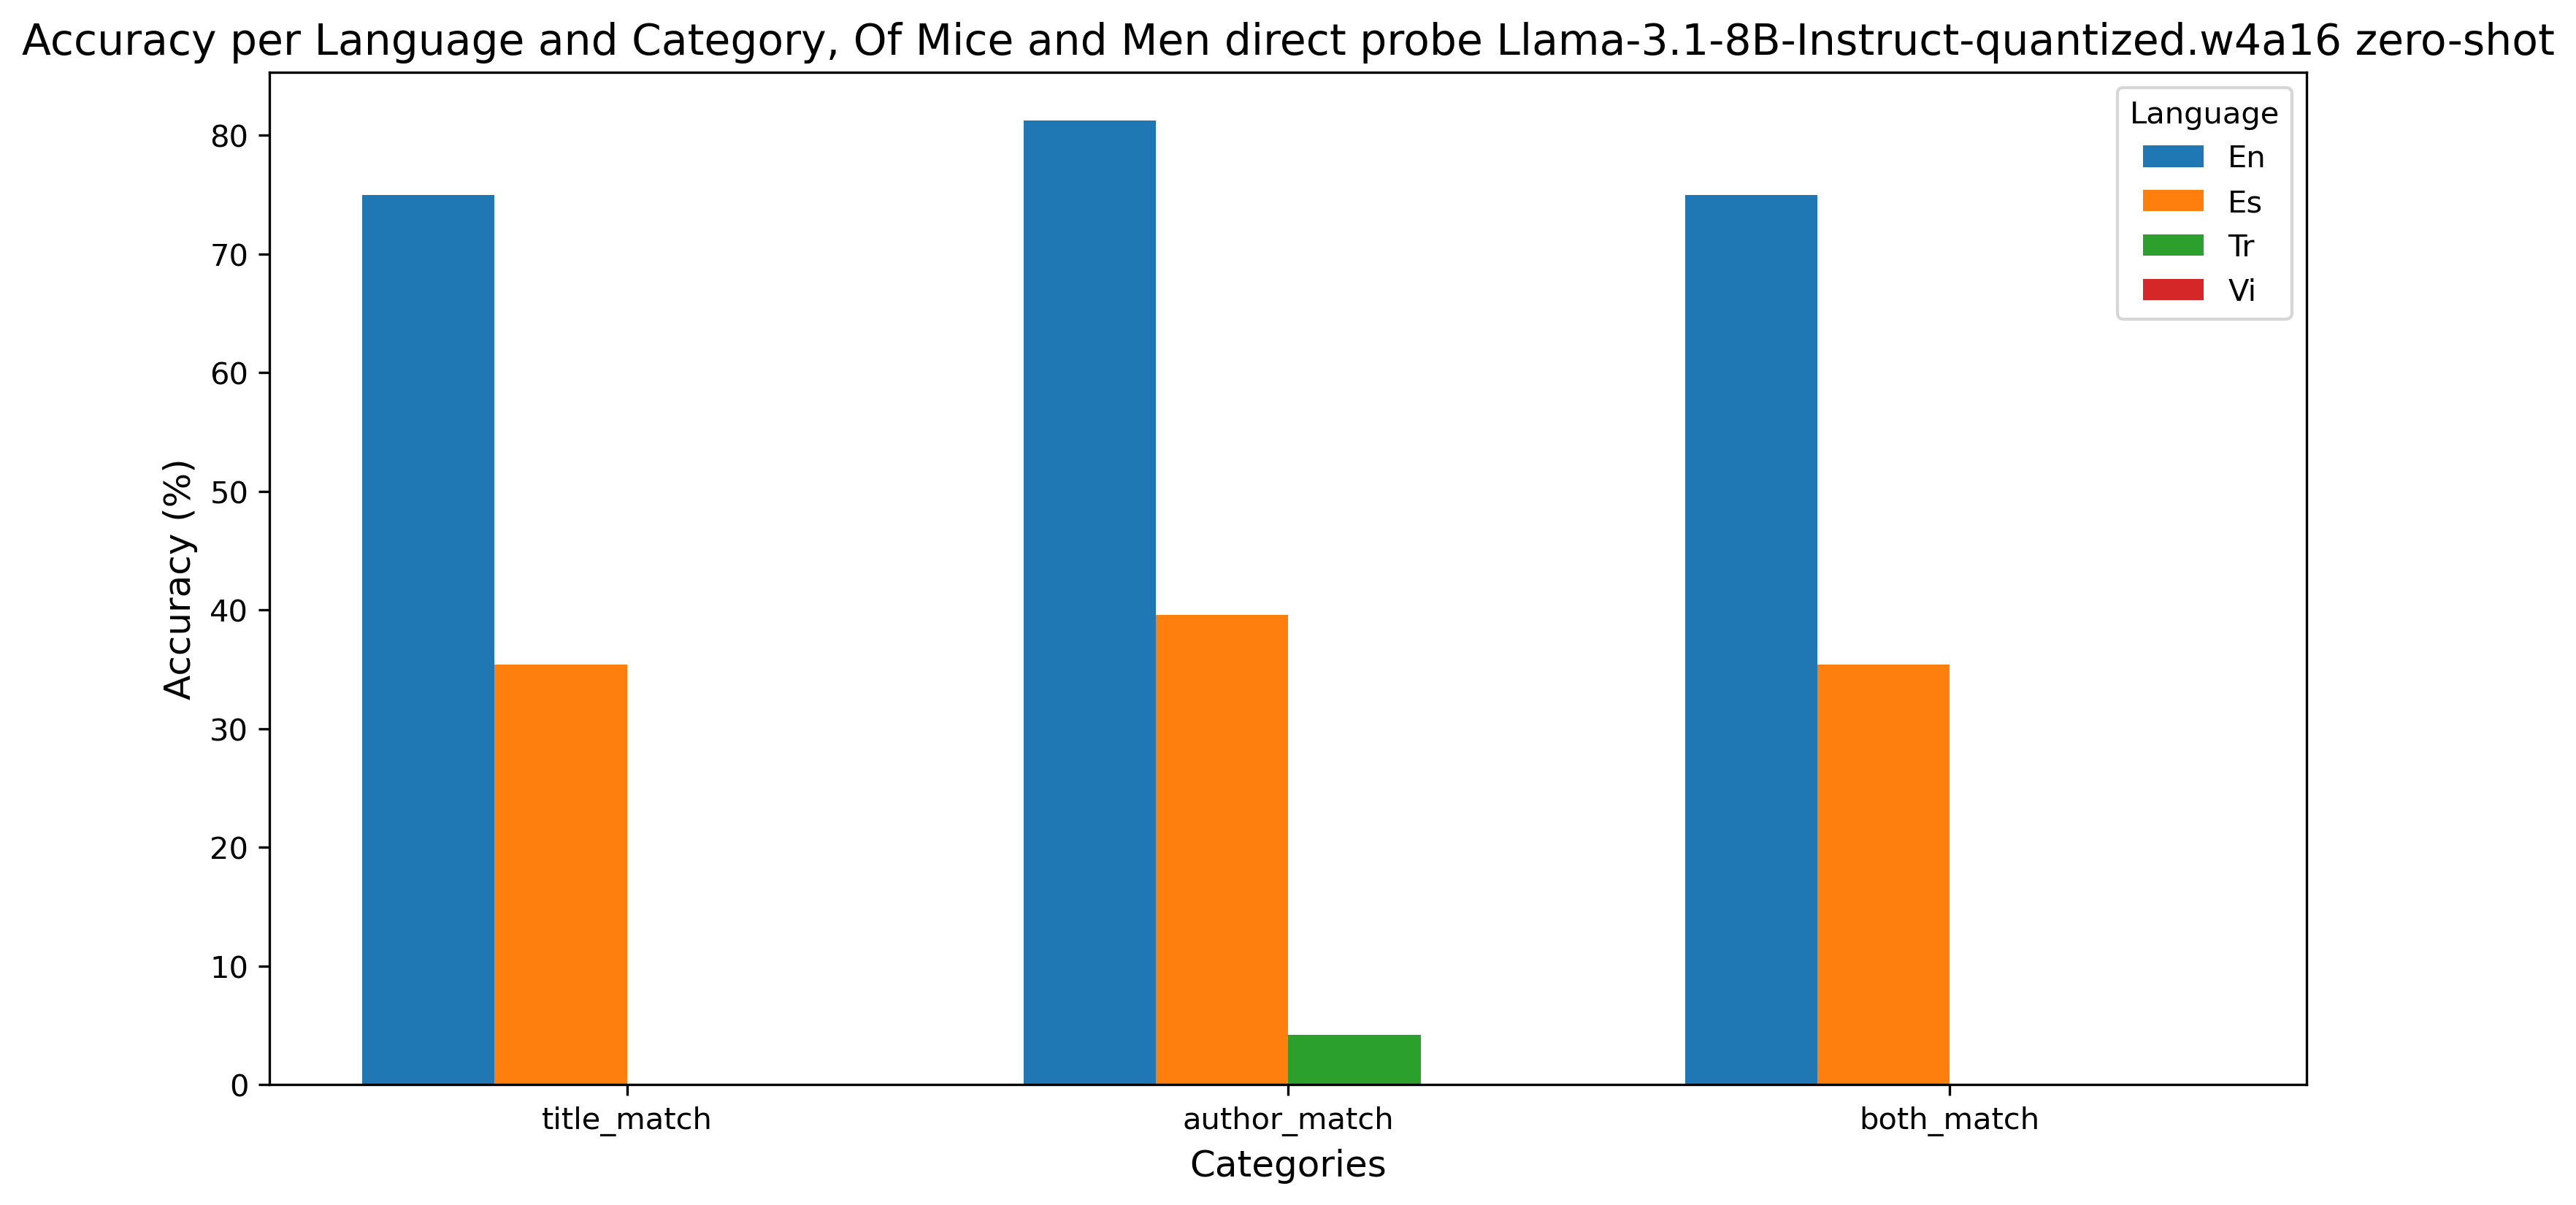 Accuracy per Language and Category, Of Mice and Men direct probe Llama-3.1-8B-Instruct-quantized.w4a16 zero-shot
Language
En
Es
Tr
Vi
80
70
60
50
40
30
20
10
0
Accuracy (%)
title_match
author_match
both_match
Categories